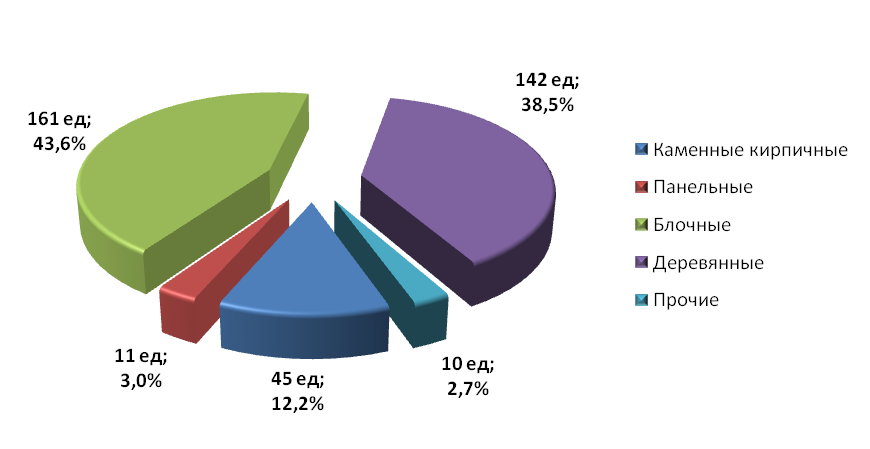 142 ед;
38,5%
161 ед;
43,6%
Каменные кирпичные
Панельные
Блочные
Деревянные
Прочие
11 ед;
3,0%
45 ед;
12,2%
10 ед;
2,7%